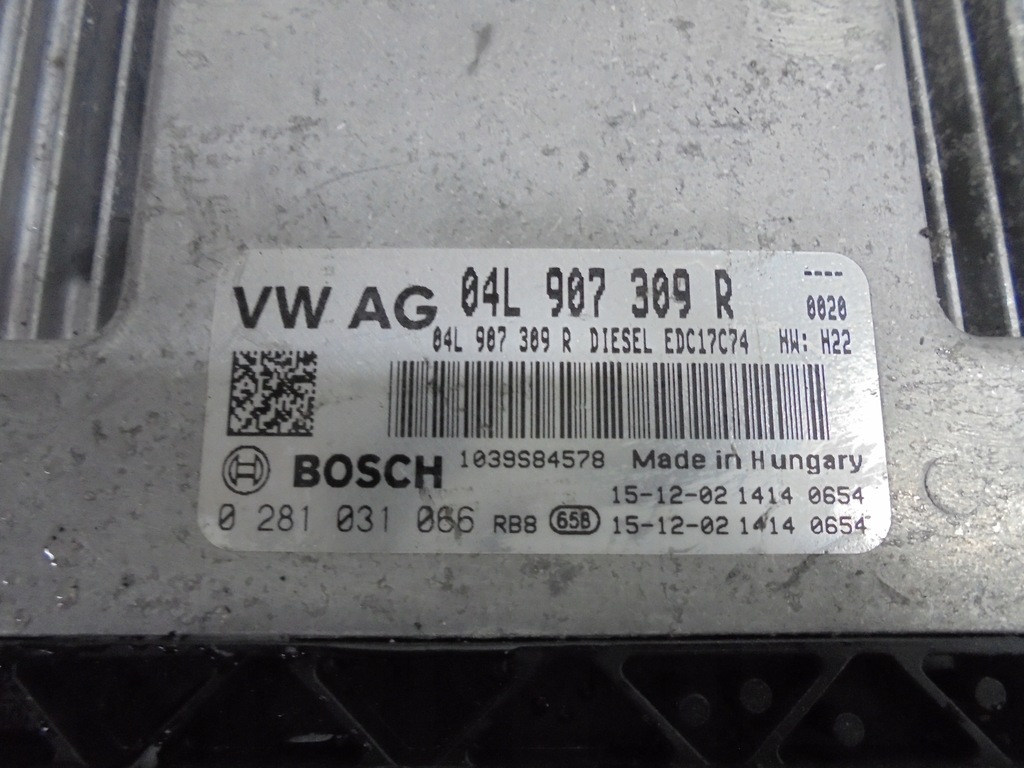 VW AG 04L 907 309 R ----
0020
04L 907 309 R DIESEL EDC17C74 HW: H22
BOSCH 1039S84578 Made in Hungary
15-12-02 1414 0654
0 281 031 066 RB8 65B 15-12-02 1414 0654